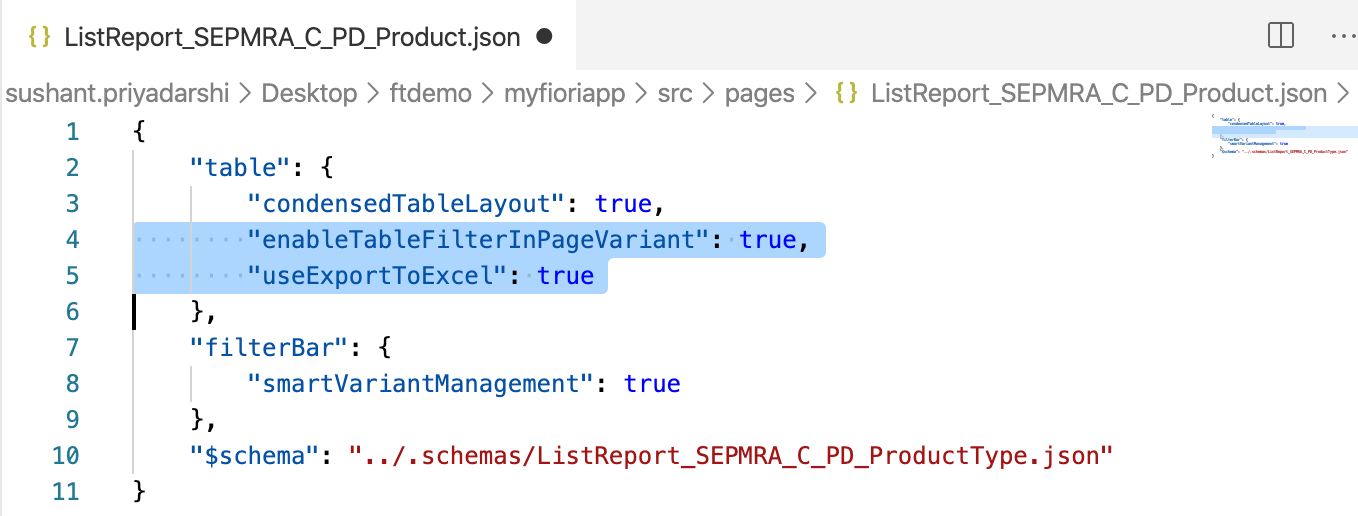 {} ListReport_SEPMRA_C_PD_Product.json ●
sushant.priyadarshi > Desktop > ftdemo > myfioriapp > src > pages > {} ListReport_SEPMRA_C_PD_Product.json >
1 {
2 "table": {
3 "condensedTableLayout": true,
4 "enableTableFilterInPageVariant": true,
5 "useExportToExcel": true
6 },
7 "filterBar": {
8 "smartVariantManagement": true
9 },
10 "$schema": "../.schemas/ListReport_SEPMRA_C_PD_ProductType.json"
11 }